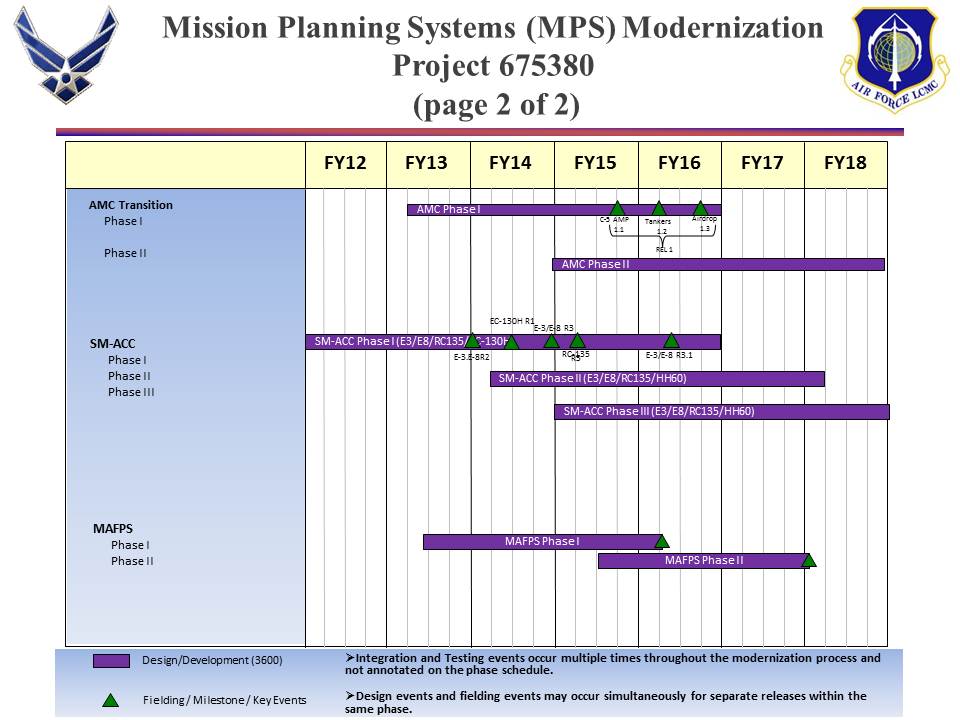 Mission Planning Systems (MPS) Modernization
Project 675380
(page 2 of 2)
AIR FORCE LCMC
FY12 FY13 FY14 FY15 FY16 FY17 FY18
AMC Transition
Phase I
Phase II
AMC Phase I
C-5 AMP
1.1
Tankers
1.2
Airdrop
1.3
REL 1
AMC Phase II
SM-ACC
Phase I
Phase II
Phase III
EC-130H R1
E-3/E-8 R3
SM-ACC Phase I (E3/E8/RC135/EC-130H
E-3.E-8R2
RC-135
R3
E-3/E-8 R3.1
SM-ACC Phase II (E3/E8/RC135/HH60)
SM-ACC Phase III (E3/E8/RC135/HH60)
MAFPS
Phase I
Phase II
MAFPS Phase I
MAFPS Phase II
Design/Development (3600)
Fielding / Milestone / Key Events
➢Integration and Testing events occur multiple times throughout the modernization process and
not annotated on the phase schedule.
➢Design events and fielding events may occur simultaneously for separate releases within the
same phase.